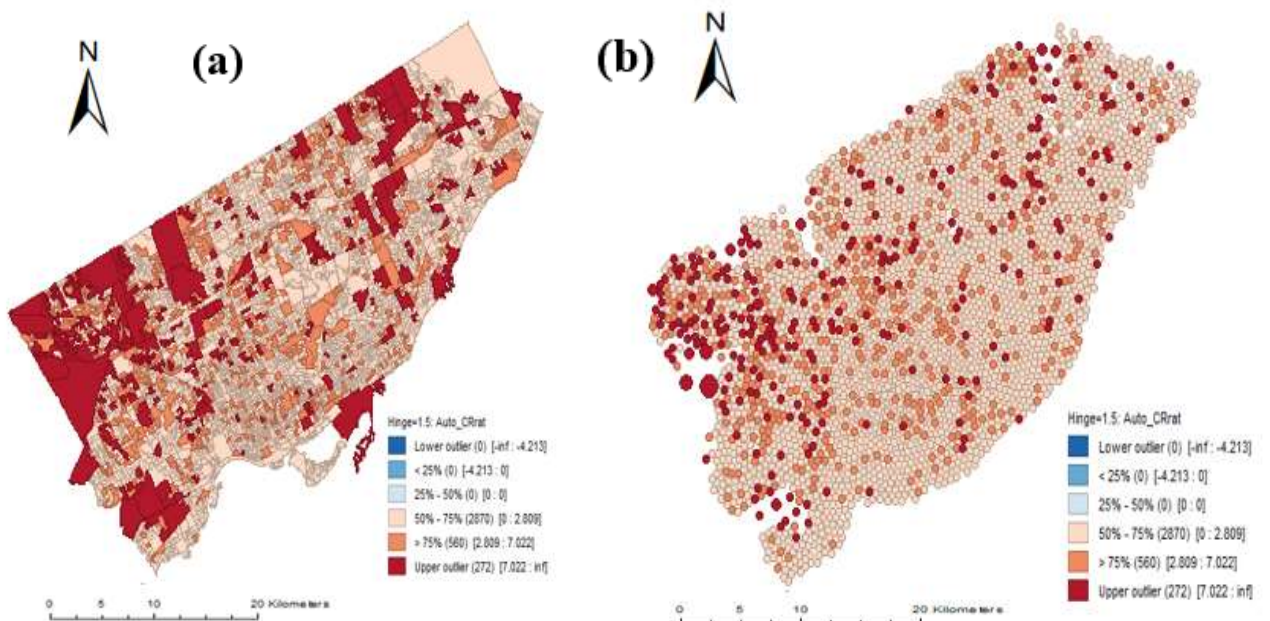 N
(a)
Hinge=1.5: Auto_CRrat
Lower outlier (0) [-inf : -4.213]
< 25% (0) [-4.213 : 0]
25% - 50% (0) [0 : 0]
50% - 75% (2870) [0 : 2.809]
> 75% (560) [2.809 : 7.022]
Upper outlier (272) [7.022 : inf]
0 5 10 20 Kilometers
N
(b)
Hinge=1.5: Auto_CRrat
Lower outlier (0) [-inf : -4.213]
< 25% (0) [-4.213 : 0]
25% - 50% (0) [0 : 0]
50% - 75% (2870) [0 : 2.809]
> 75% (560) [2.809 : 7.022]
Upper outlier (272) [7.022 : inf]
0 5 10 20 Kilometers